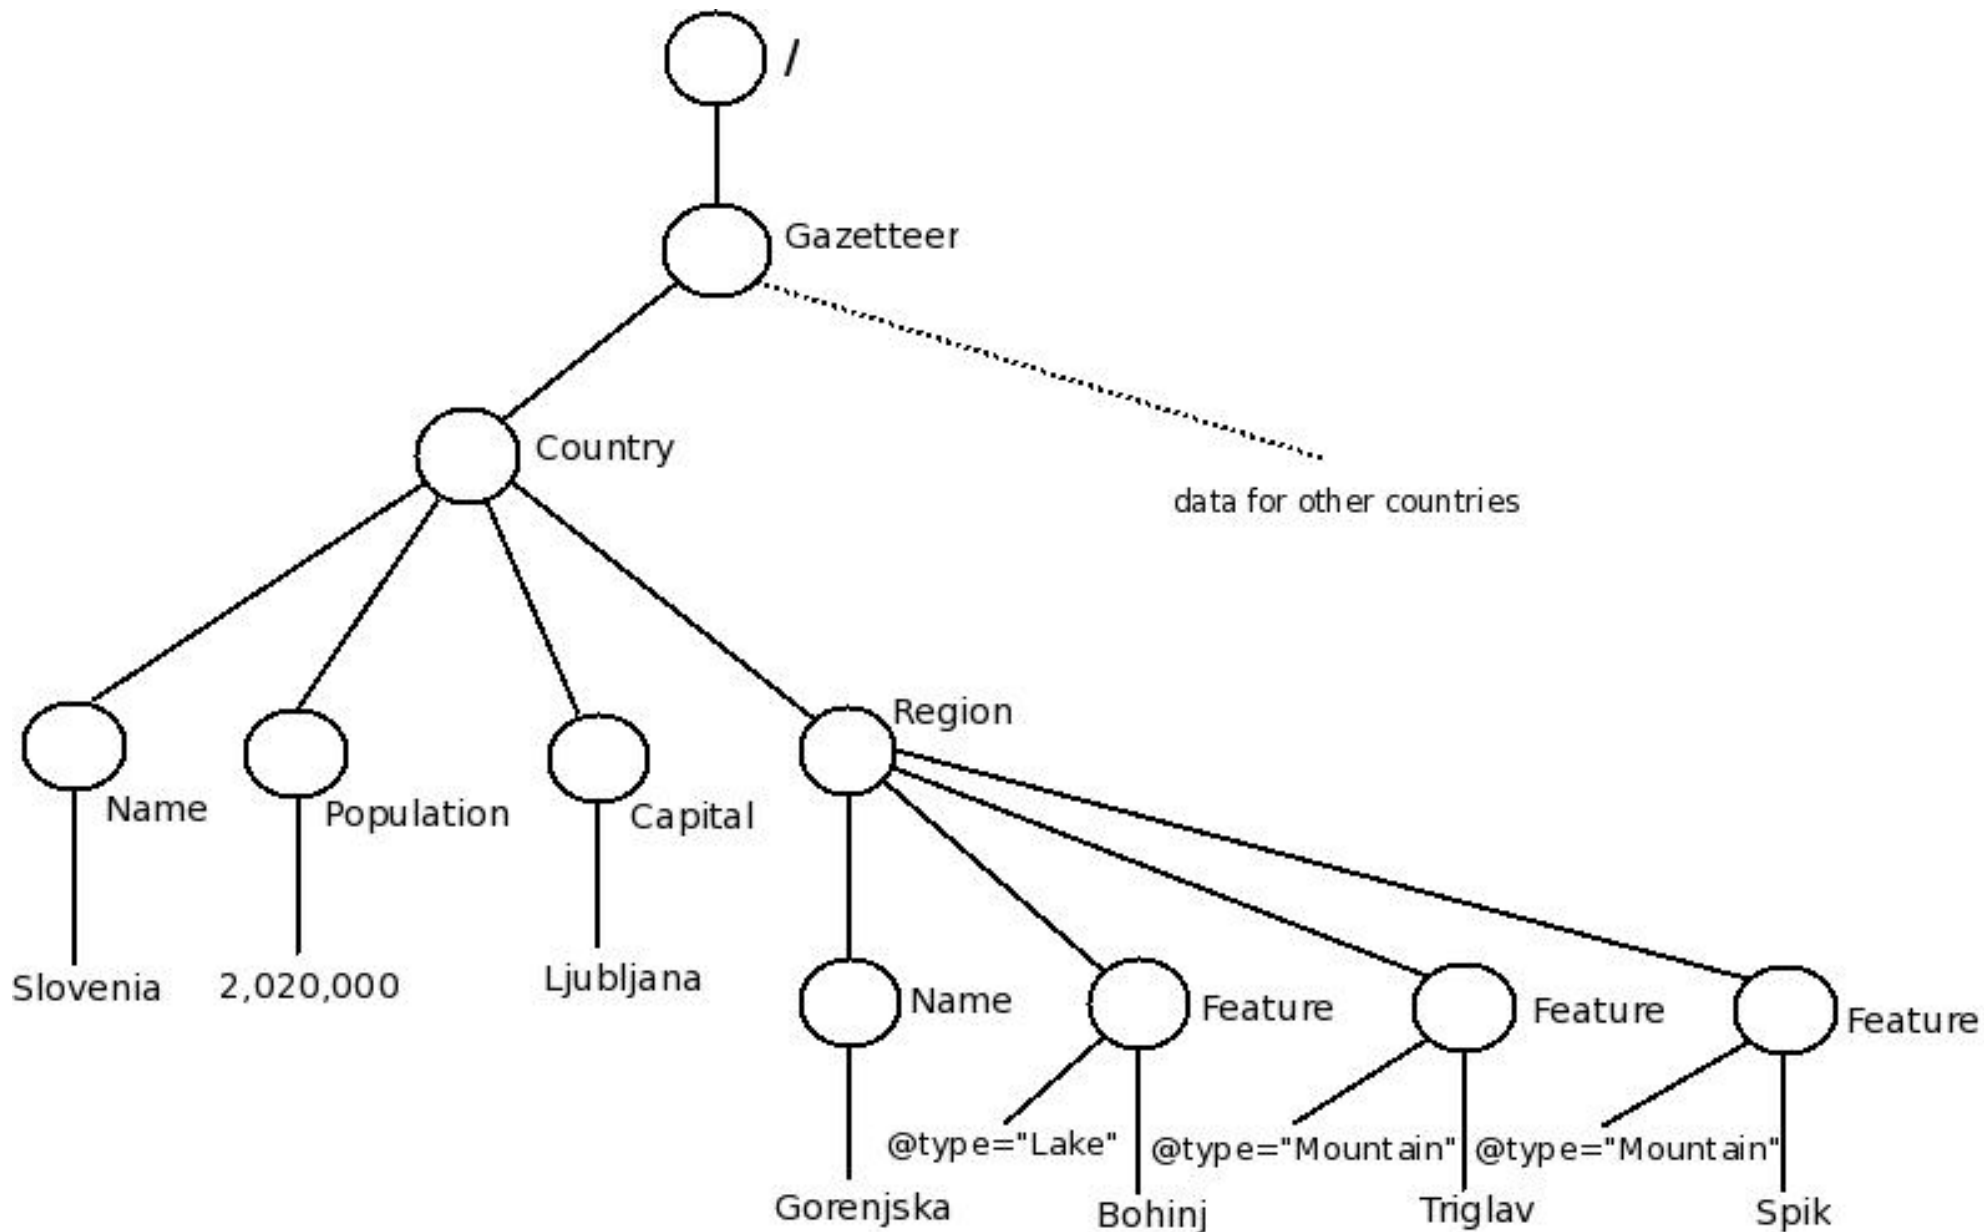 /
Gazetteer
Country
data for other countries
Region
Name
Population
Capital
Slovenia
2,020,000
Ljubljana
Name
Feature
Feature
Feature
@type="Lake"
@type="Mountain"
@type="Mountain"
Gorenjska
Bohinj
Triglav
Spik